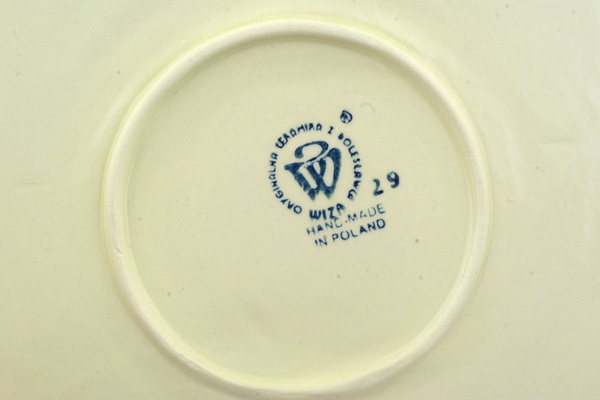 ®
ORYGINALNA CERAMIKA Z BOLESŁAWCA
W
WIZA
29
HAND-MADE
IN POLAND